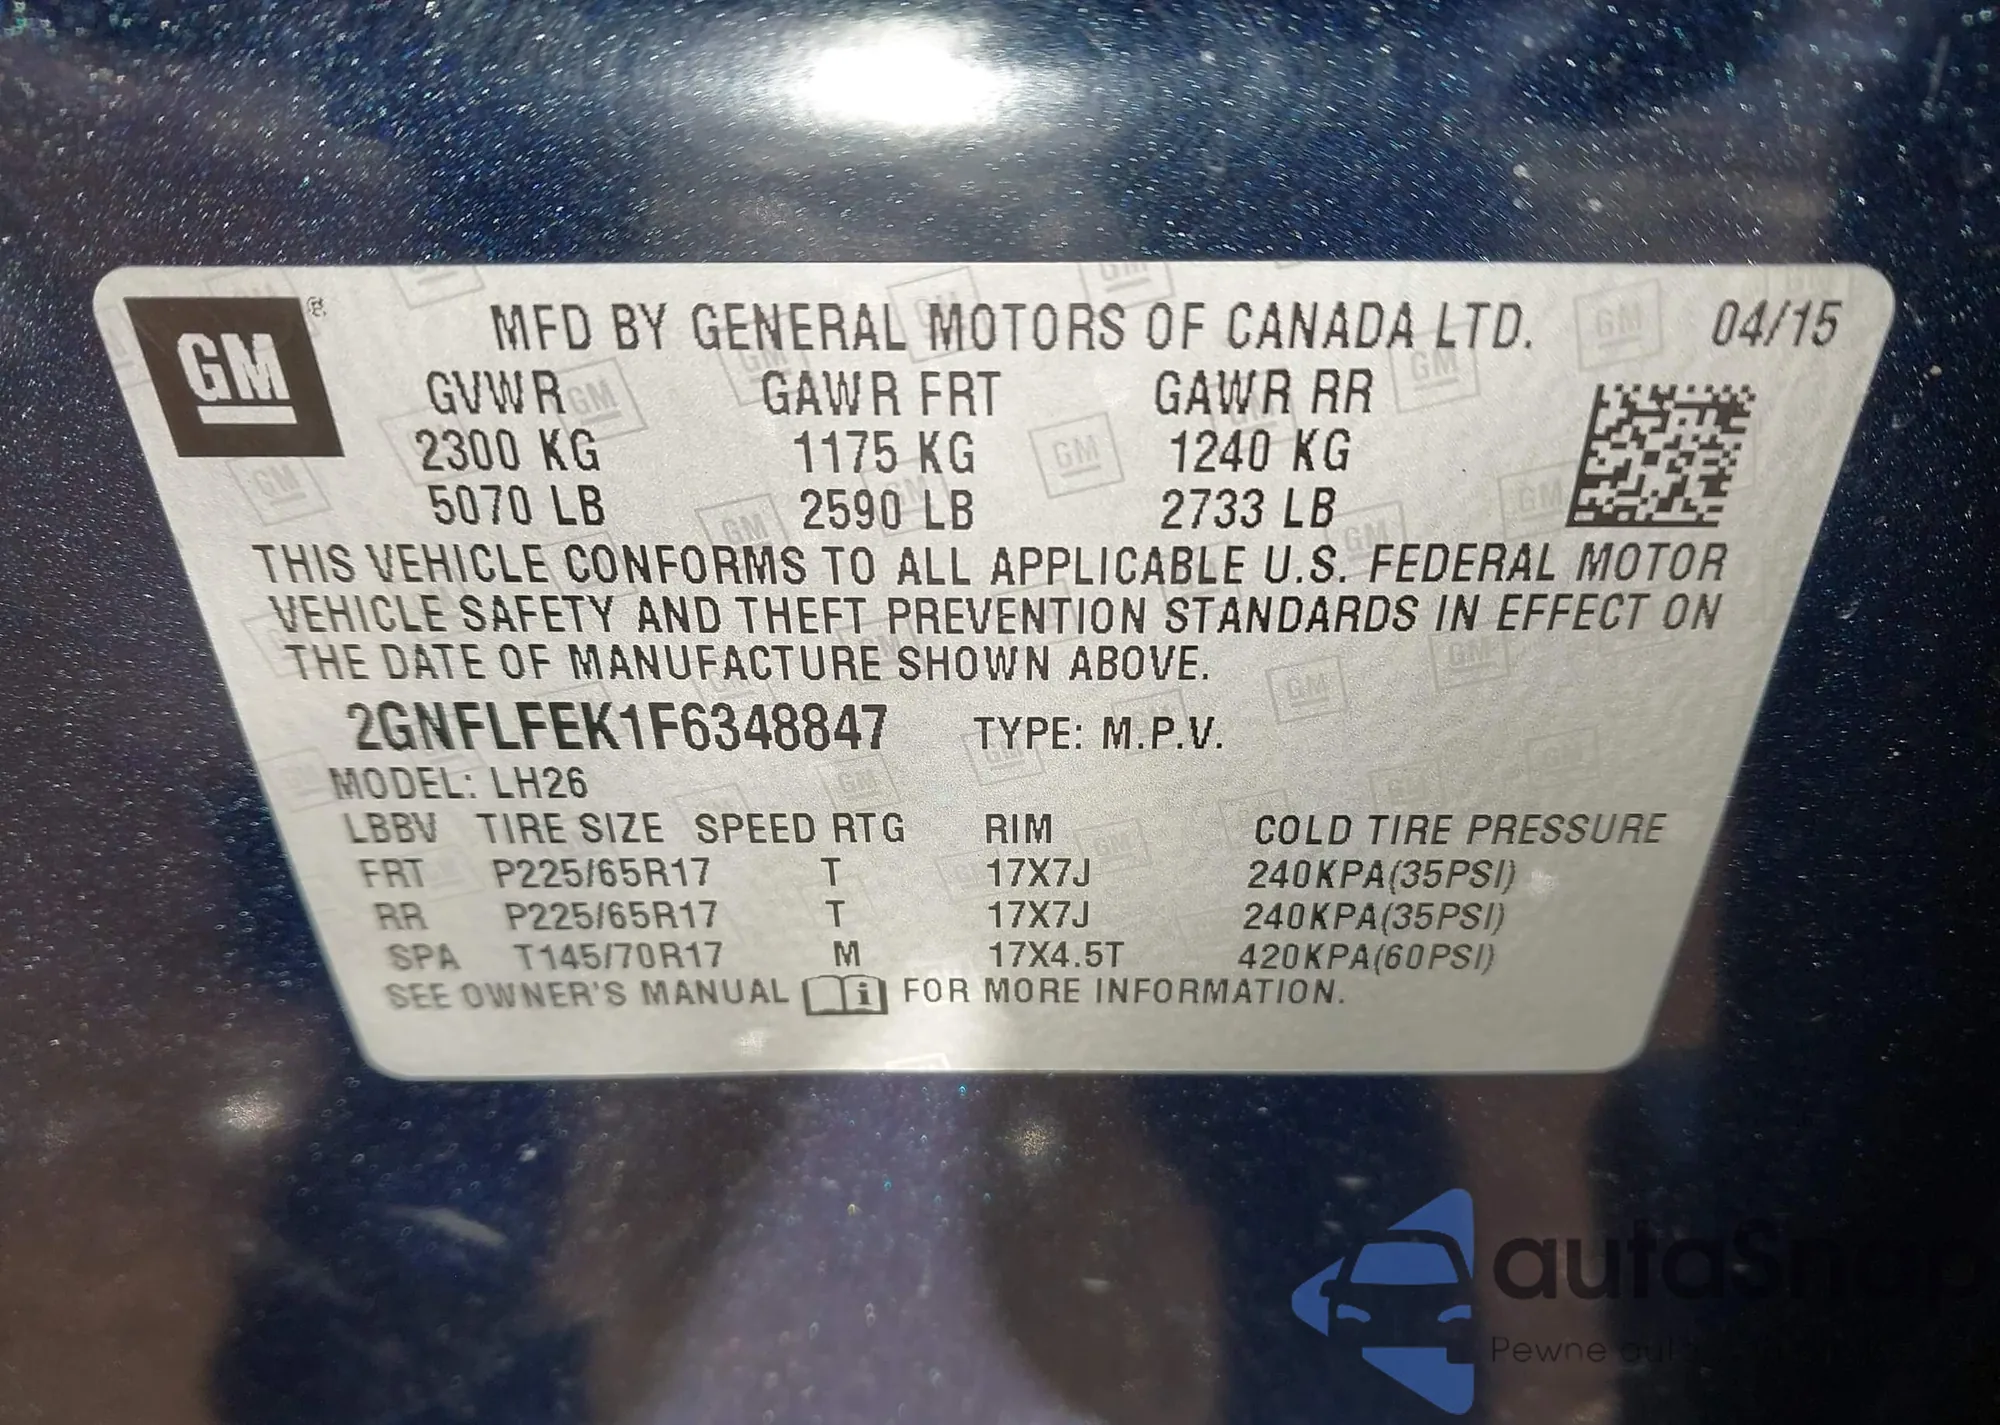 GM ® MFD BY GENERAL MOTORS OF CANADA LTD. 04/15
GVWR GAWR FRT GAWR RR
2300 KG 1175 KG 1240 KG
5070 LB 2590 LB 2733 LB
THIS VEHICLE CONFORMS TO ALL APPLICABLE U.S. FEDERAL MOTOR
VEHICLE SAFETY AND THEFT PREVENTION STANDARDS IN EFFECT ON
THE DATE OF MANUFACTURE SHOWN ABOVE.
2GNFLFEK1F6348847 TYPE: M.P.V.
MODEL: LH26
LBBV TIRE SIZE SPEED RTG RIM COLD TIRE PRESSURE
FRT P225/65R17 T 17X7J 240KPA(35PSI)
RR P225/65R17 T 17X7J 240KPA(35PSI)
SPA T145/70R17 M 17X4.5T 420KPA(60PSI)
SEE OWNER'S MANUAL i FOR MORE INFORMATION.
autaSnap
Pewne